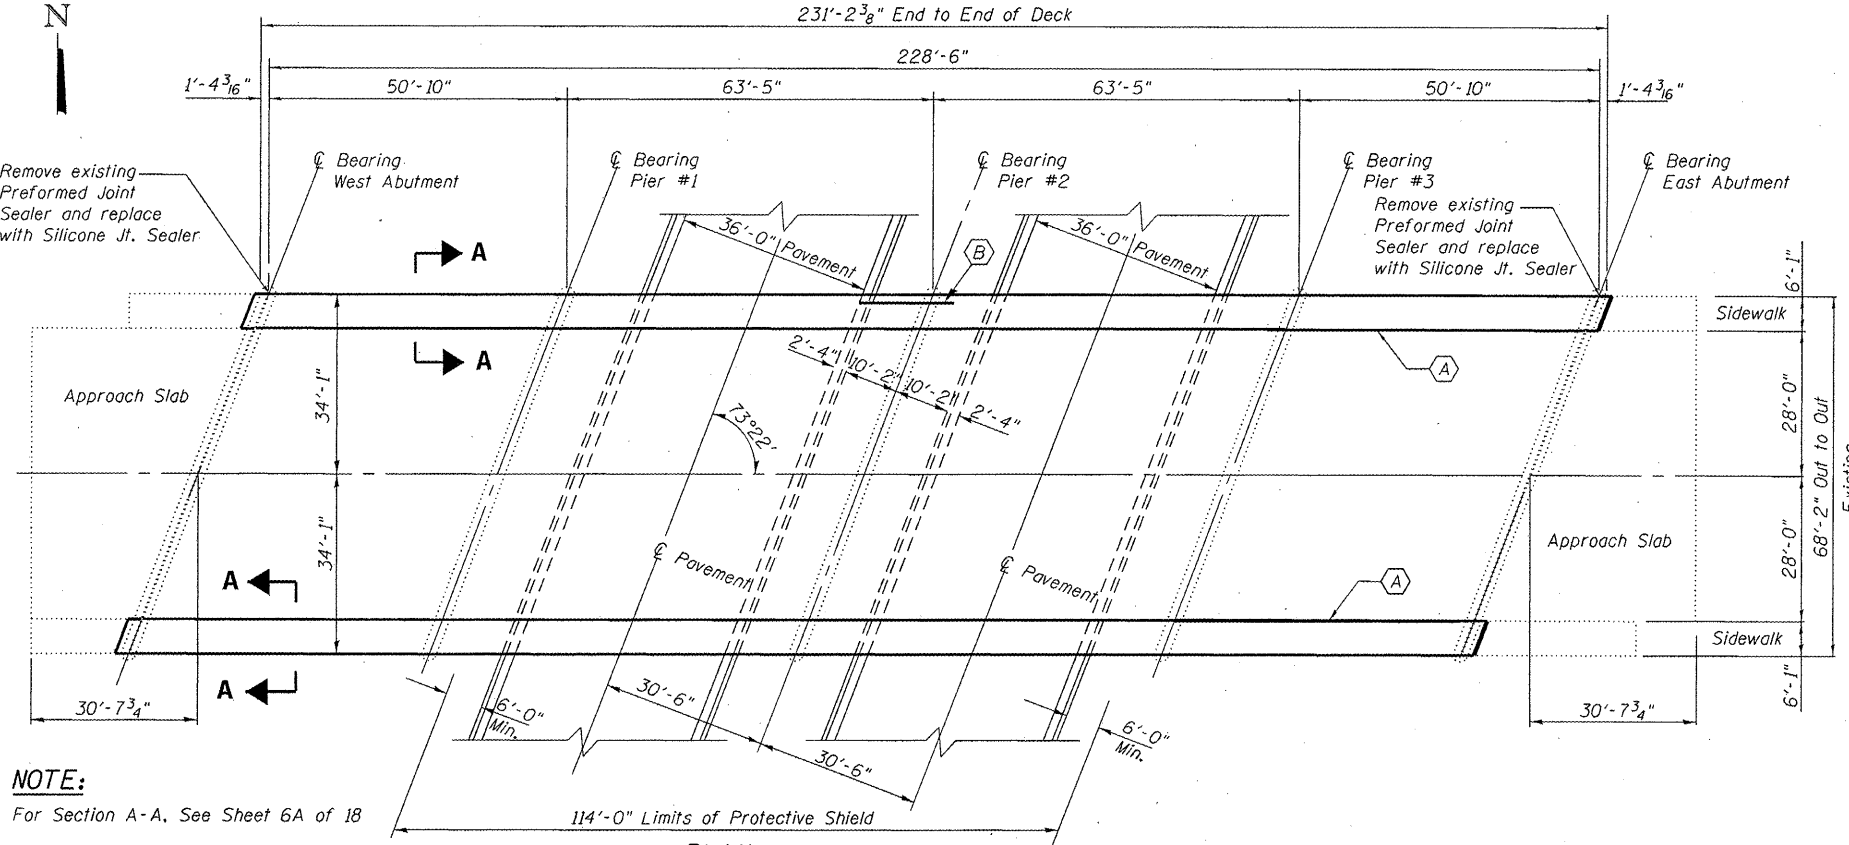 N
231'-2 3/8" End to End of Deck
228'-6"
1'-4 3/16"
50'-10"
63'-5"
63'-5"
50'-10"
1'-4 3/16"
Remove existing
Preformed Joint
Sealer and replace
with Silicone Jt. Sealer
℄ Bearing
West Abutment
℄ Bearing
Pier #1
℄ Bearing
Pier #2
℄ Bearing
Pier #3
℄ Bearing
East Abutment
Remove existing
Preformed Joint
Sealer and replace
with Silicone Jt. Sealer
36'-0" Pavement
36'-0" Pavement
B
A
A
6'-1"
Sidewalk
A
2'-4"
10'-2"
10'-2"
2'-4"
Approach Slab
34'-1"
73°22'
28'-0"
68'-2" Out to Out
Existing
34'-1"
℄ Pavement
℄ Pavement
Approach Slab
28'-0"
A
A
A
Sidewalk
6'-1"
30'-7 3/4"
6'-0"
Min.
30'-6"
30'-6"
6'-0"
Min.
30'-7 3/4"
NOTE:
For Section A-A, See Sheet 6A of 18
114'-0" Limits of Protective Shield